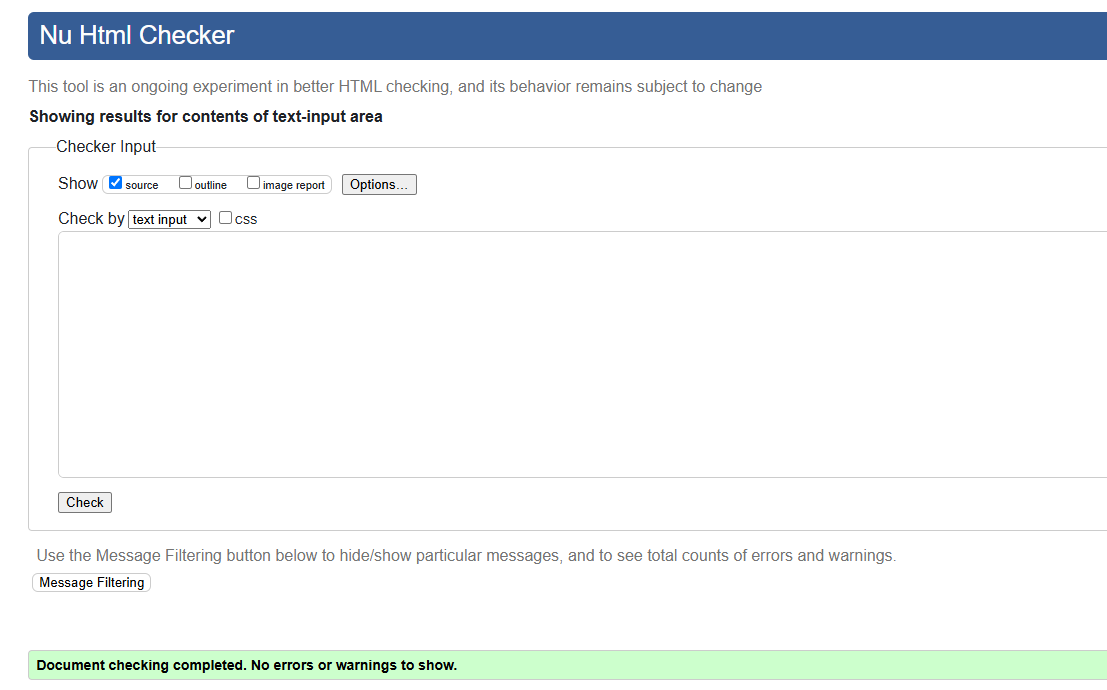 Nu Html Checker
This tool is an ongoing experiment in better HTML checking, and its behavior remains subject to change
Showing results for contents of text-input area
Checker Input
Show source outline image report Options...
Check by text input css
Check
Use the Message Filtering button below to hide/show particular messages, and to see total counts of errors and warnings.
Message Filtering
Document checking completed. No errors or warnings to show.